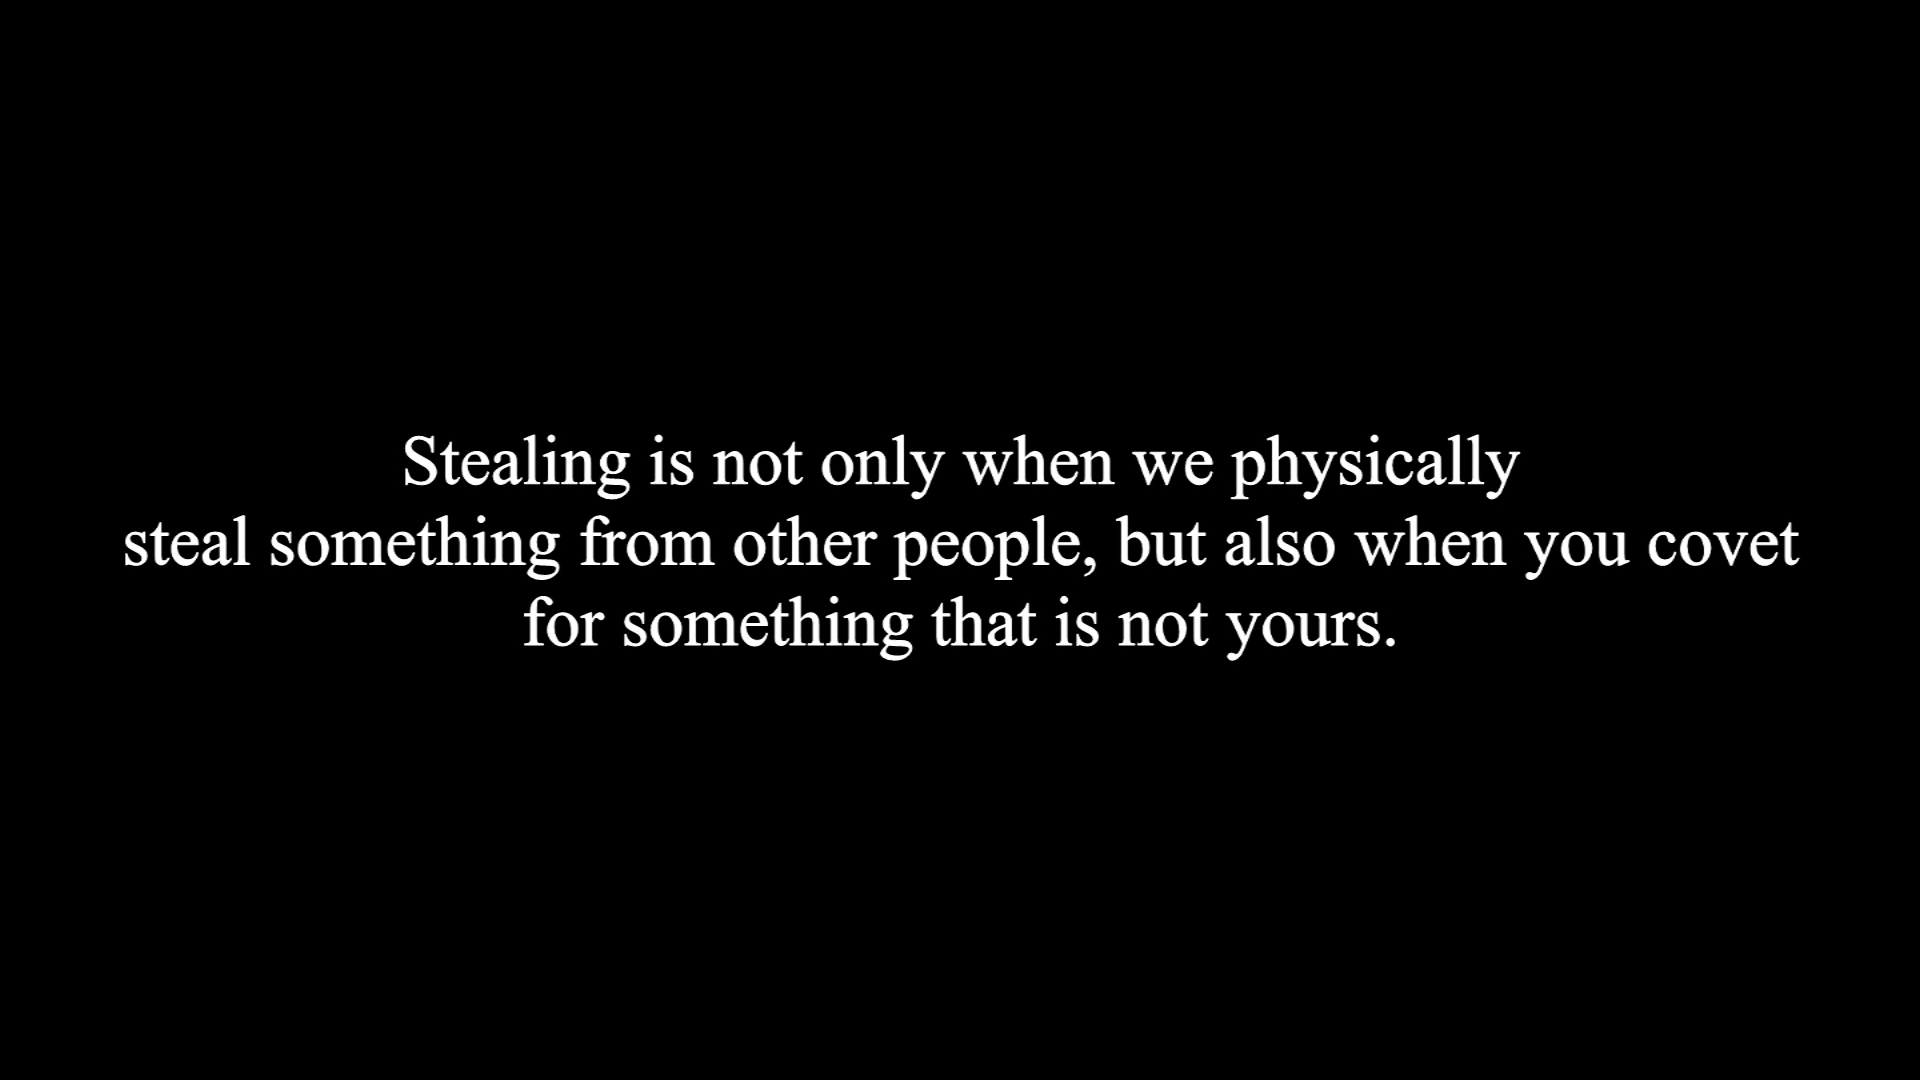 Stealing is not only when we physically
steal something from other people, but also when you covet
for something that is not yours.